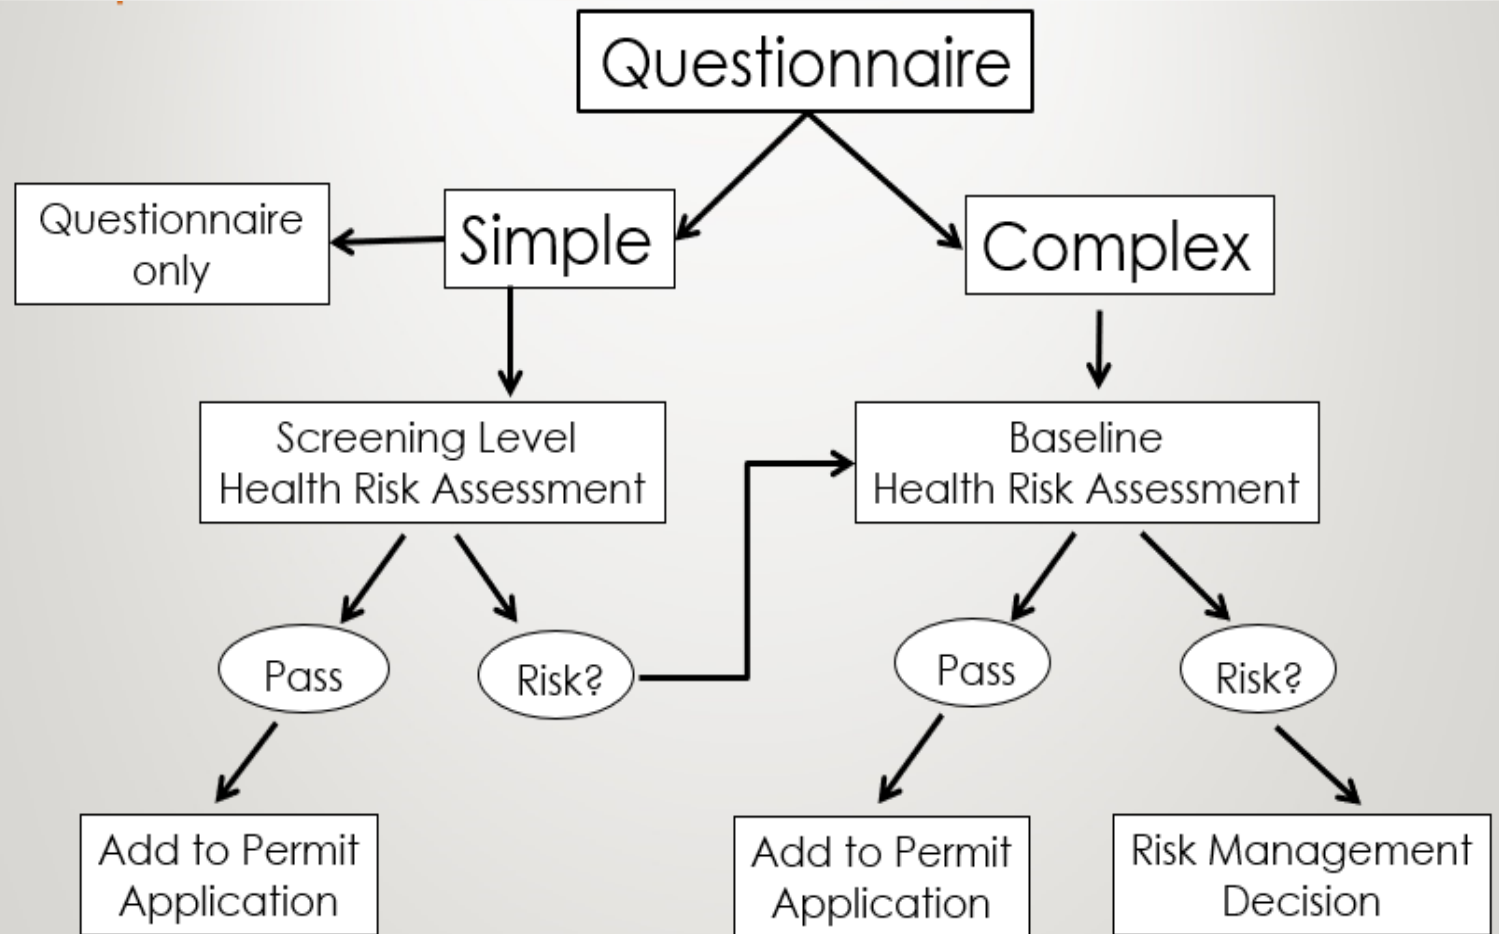 Questionnaire
Questionnaire
only
Simple
Complex
Screening Level
Health Risk Assessment
Baseline
Health Risk Assessment
Pass
Risk?
Pass
Risk?
Add to Permit
Application
Add to Permit
Application
Risk Management
Decision